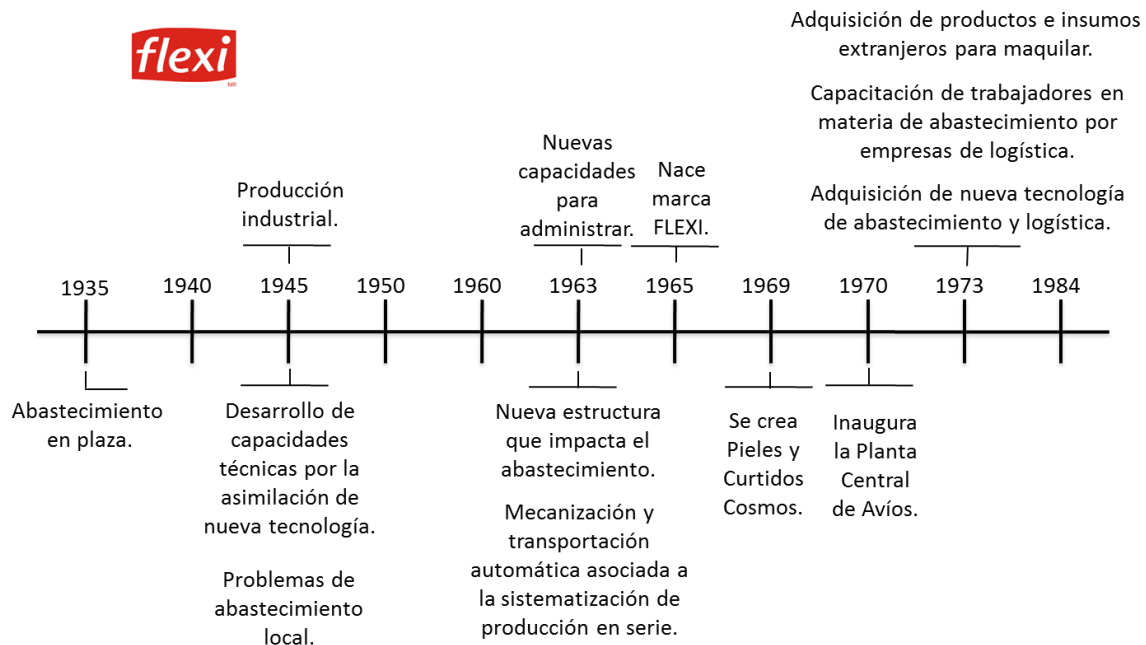 flexi
MR
Adquisición de productos e insumos
extranjeros para maquilar.
Capacitación de trabajadores en
materia de abastecimiento por
empresas de logística.
Adquisición de nueva tecnología
de abastecimiento y logística.
Nuevas
capacidades
para
administrar.
Nace
marca
FLEXI.
Producción
industrial.
1935
1940
1945
1950
1960
1963
1965
1969
1970
1973
1984
Abastecimiento
en plaza.
Desarrollo de
capacidades
técnicas por la
asimilación de
nueva tecnología.
Problemas de
abastecimiento
local.
Nueva estructura
que impacta el
abastecimiento.
Mecanización y
transportación
automática asociada a
la sistematización de
producción en serie.
Se crea
Pieles y
Curtidos
Cosmos.
Inaugura
la Planta
Central
de Avíos.